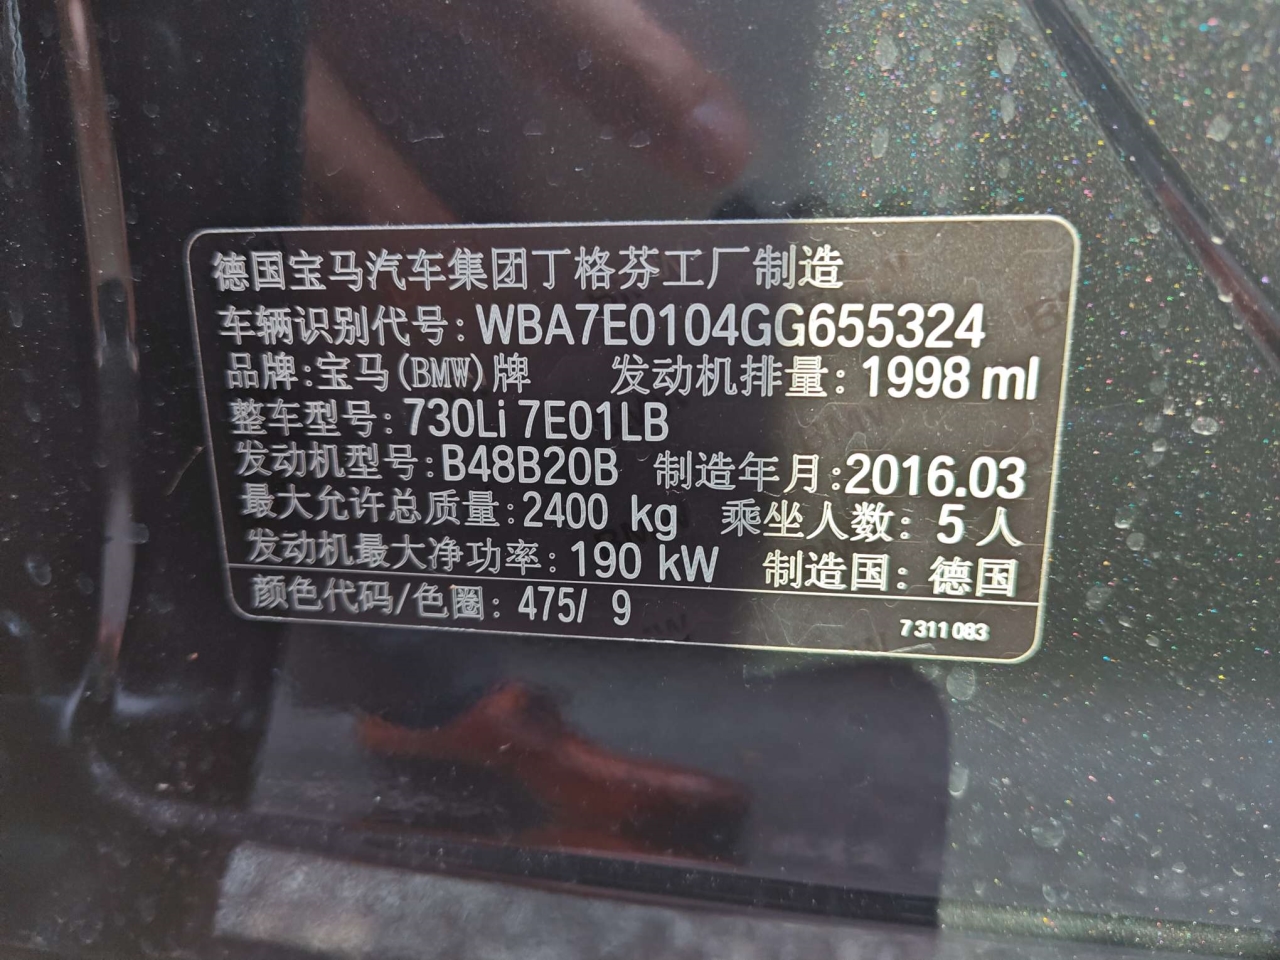 德国宝马汽车集团丁格芬工厂制造
车辆识别代号: WBA7E0104GG655324
品牌:宝马(BMW)牌 发动机排量: 1998 ml
整车型号: 730Li 7E01LB
发动机型号: B48B20B 制造年月: 2016.03
最大允许总质量: 2400 kg 乘坐人数: 5 人
发动机最大净功率: 190 kW 制造国: 德国
颜色代码/色圈: 475/ 9
7 311 083